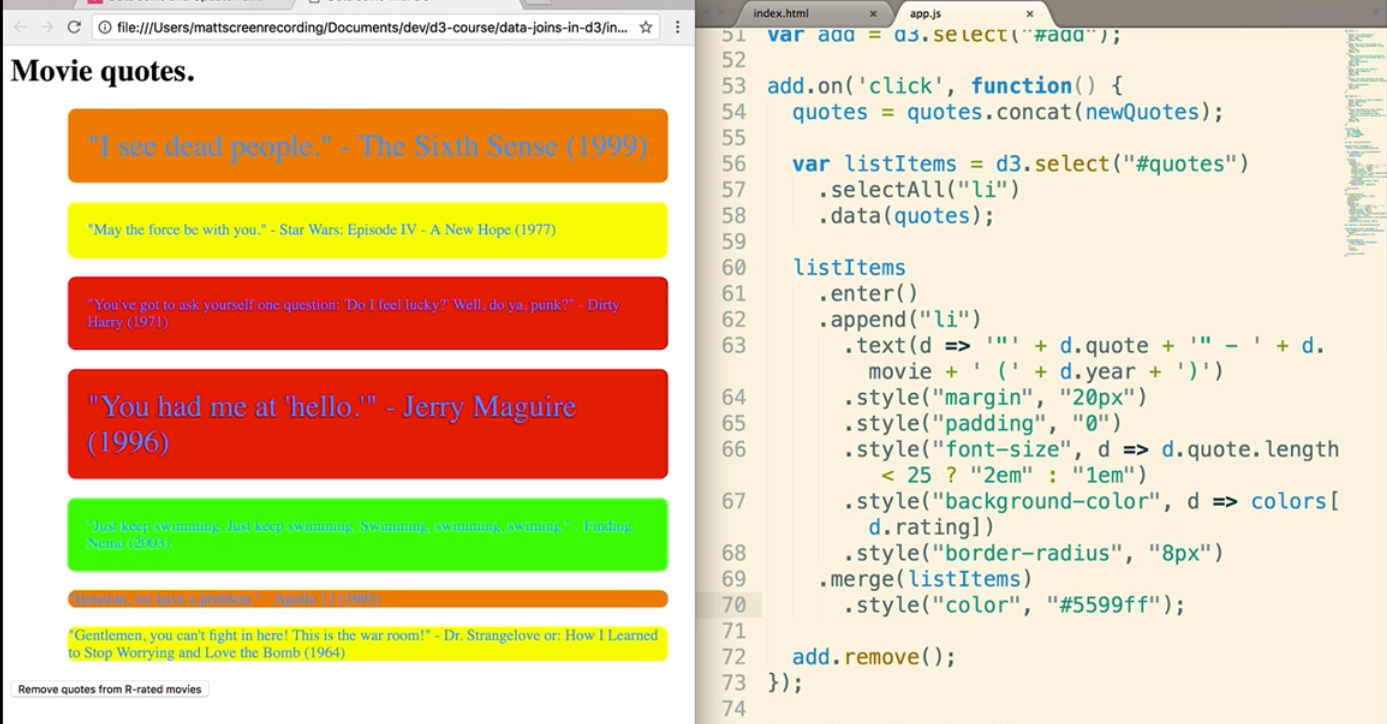 file:///Users/mattscreenrecording/Documents/dev/d3-course/data-joins-in-d3/in...
Movie quotes.
"I see dead people." - The Sixth Sense (1999)
"May the force be with you." - Star Wars: Episode IV - A New Hope (1977)
"You've got to ask yourself one question: 'Do I feel lucky?' Well, do ya, punk?" - Dirty
Harry (1971)
"You had me at 'hello.'" - Jerry Maguire
(1996)
"Just keep swimming. Just keep swimming. Swimming, swimming, swiming." - Finding
Nemo (2003)
"Houston, we have a problem." - Apollo 13 (1995)
"Gentlemen, you can't fight in here! This is the war room!" - Dr. Strangelove or: How I Learned
to Stop Worrying and Love the Bomb (1964)
Remove quotes from R-rated movies
index.html × app.js ×
51 var add = d3.select("#add");
52
53 add.on('click', function() {
54 quotes = quotes.concat(newQuotes);
55
56 var listItems = d3.select("#quotes")
57 .selectAll("li")
58 .data(quotes);
59
60 listItems
61 .enter()
62 .append("li")
63 .text(d => '"' + d.quote + '" - ' + d.
movie + ' (' + d.year + ')')
64 .style("margin", "20px")
65 .style("padding", "0")
66 .style("font-size", d => d.quote.length
< 25 ? "2em" : "1em")
67 .style("background-color", d => colors[
d.rating])
68 .style("border-radius", "8px")
69 .merge(listItems)
70 .style("color", "#5599ff");
71
72 add.remove();
73 });
74